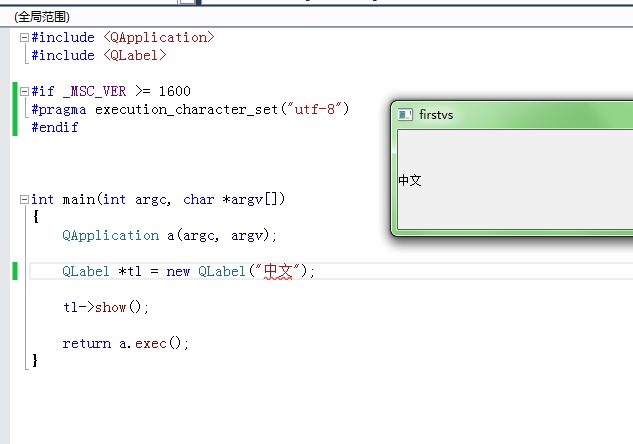 (全局范围)
#include <QApplication>
#include <QLabel>
#if _MSC_VER >= 1600
#pragma execution_character_set("utf-8")
#endif
int main(int argc, char *argv[])
{
QApplication a(argc, argv);
QLabel *tl = new QLabel("中文");
tl->show();
return a.exec();
}
firstvs
中文